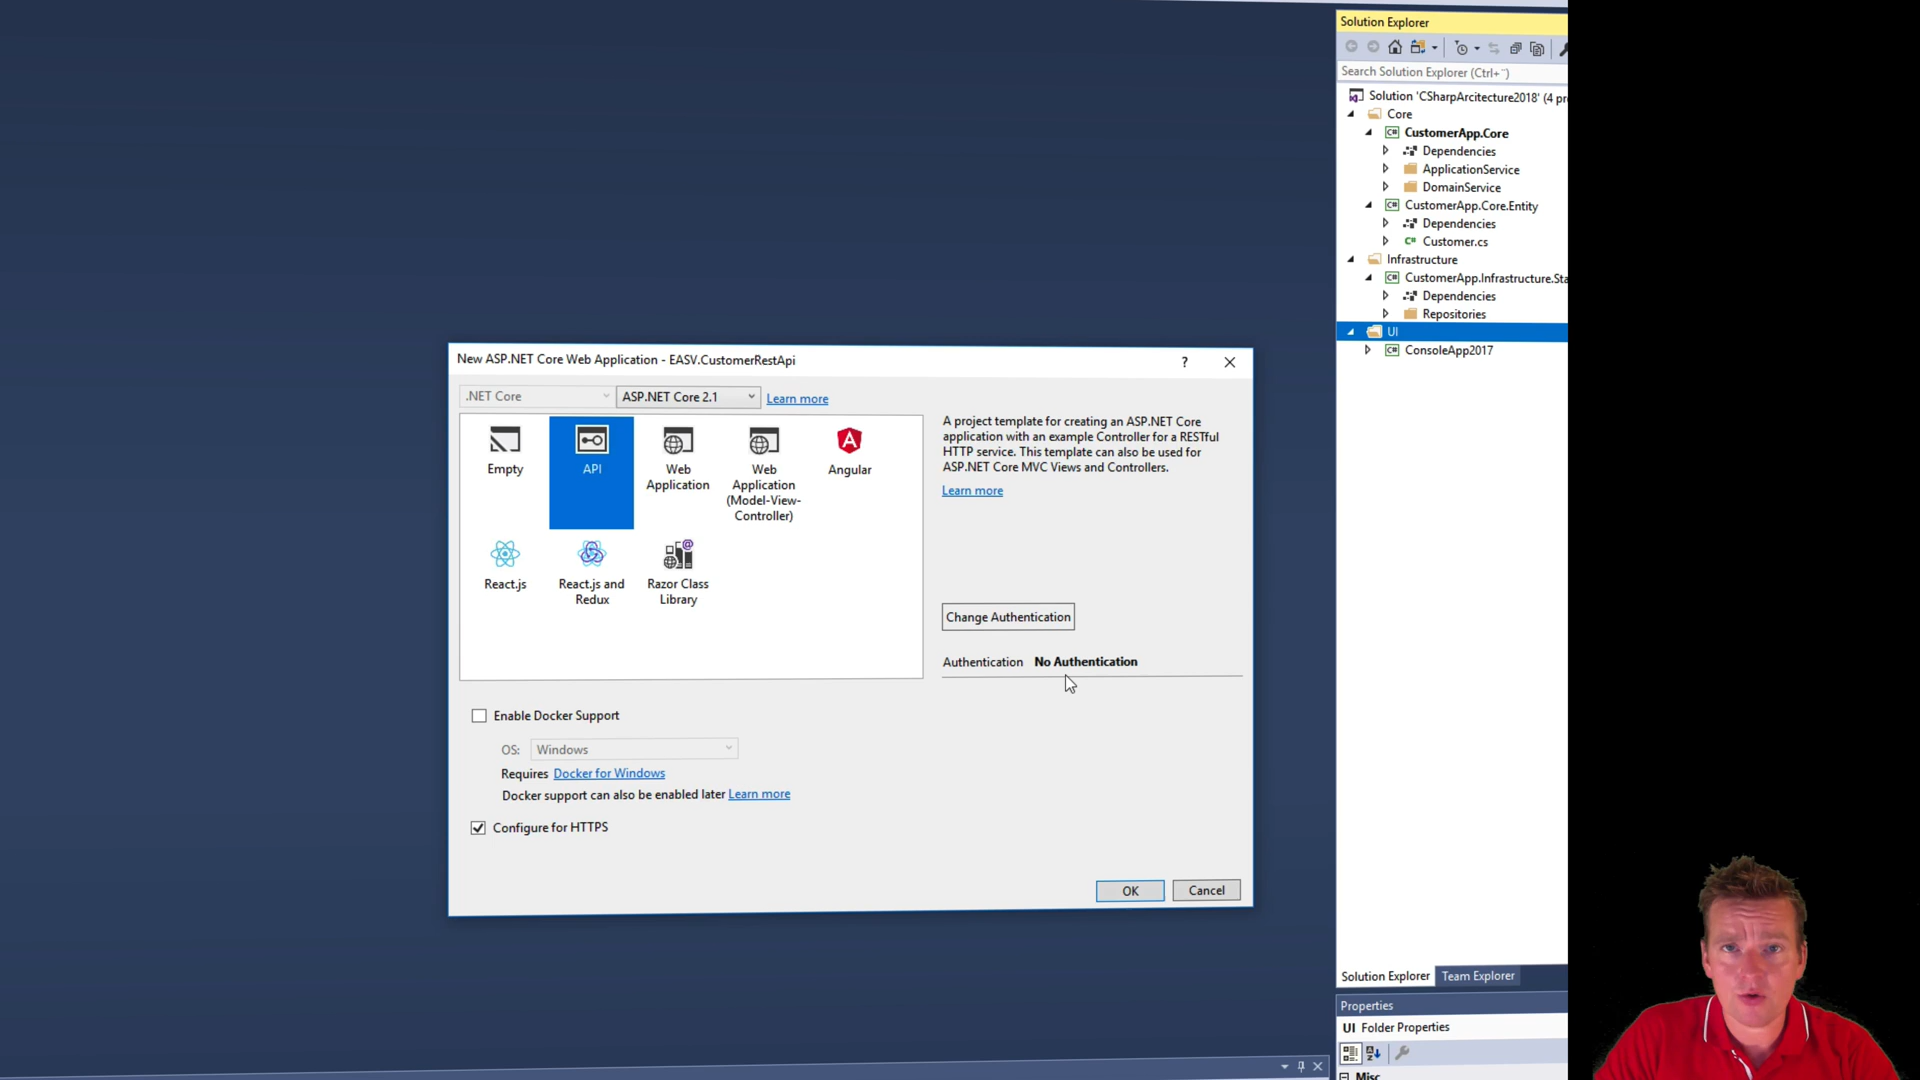 Solution Explorer
Search Solution Explorer (Ctrl+¨)
Solution 'CSharpArcitecture2018' (4 pr
Core
CustomerApp.Core
Dependencies
ApplicationService
DomainService
CustomerApp.Core.Entity
Dependencies
Customer.cs
Infrastructure
CustomerApp.Infrastructure.Sta
Dependencies
Repositories
UI
ConsoleApp2017
New ASP.NET Core Web Application - EASV.CustomerRestApi
?
.NET Core
ASP.NET Core 2.1
Learn more
Empty
API
Web
Application
Web
Application
(Model-View-
Controller)
Angular
React.js
React.js and
Redux
Razor Class
Library
A project template for creating an ASP.NET Core
application with an example Controller for a RESTful
HTTP service. This template can also be used for
ASP.NET Core MVC Views and Controllers.
Learn more
Change Authentication
Authentication No Authentication
Enable Docker Support
OS: Windows
Requires Docker for Windows
Docker support can also be enabled later Learn more
Configure for HTTPS
OK
Cancel
Solution Explorer
Team Explorer
Properties
UI Folder Properties
Misc